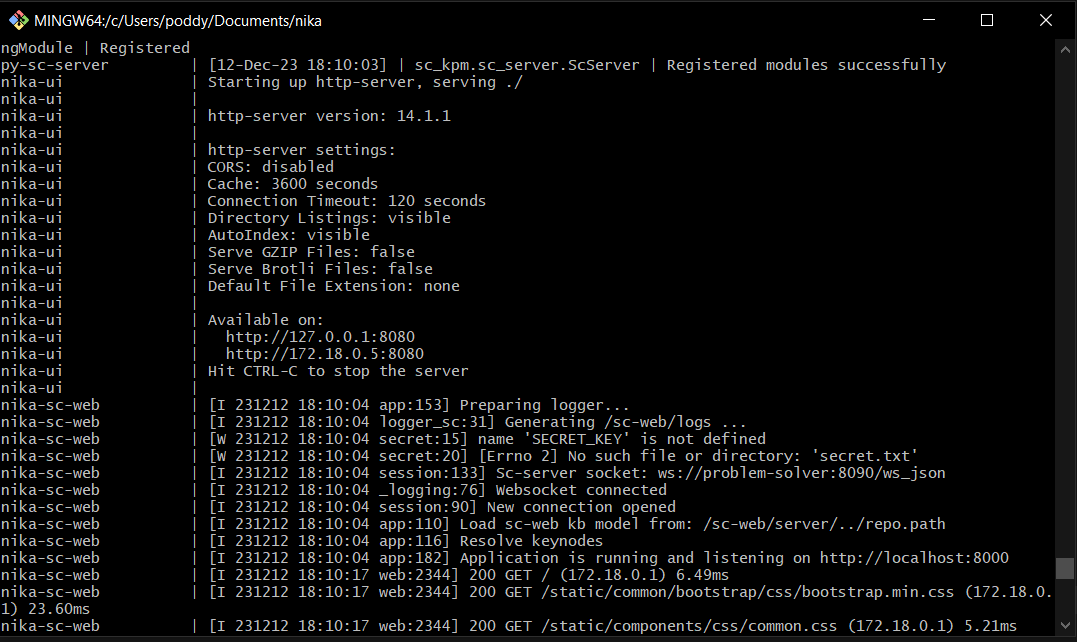 MINGW64:/c/Users/poddy/Documents/nika
ngModule | Registered
py-sc-server         | [12-Dec-23 18:10:03] | sc_kpm.sc_server.ScServer | Registered modules successfully
nika-ui              | Starting up http-server, serving ./
nika-ui              |
nika-ui              | http-server version: 14.1.1
nika-ui              |
nika-ui              | http-server settings:
nika-ui              | CORS: disabled
nika-ui              | Cache: 3600 seconds
nika-ui              | Connection Timeout: 120 seconds
nika-ui              | Directory Listings: visible
nika-ui              | AutoIndex: visible
nika-ui              | Serve GZIP Files: false
nika-ui              | Serve Brotli Files: false
nika-ui              | Default File Extension: none
nika-ui              |
nika-ui              | Available on:
nika-ui              |   http://127.0.0.1:8080
nika-ui              |   http://172.18.0.5:8080
nika-ui              | Hit CTRL-C to stop the server
nika-ui              |
nika-sc-web          | [I 231212 18:10:04 app:153] Preparing logger...
nika-sc-web          | [I 231212 18:10:04 logger_sc:31] Generating /sc-web/logs ...
nika-sc-web          | [W 231212 18:10:04 secret:15] name 'SECRET_KEY' is not defined
nika-sc-web          | [W 231212 18:10:04 secret:20] [Errno 2] No such file or directory: 'secret.txt'
nika-sc-web          | [I 231212 18:10:04 session:133] Sc-server socket: ws://problem-solver:8090/ws_json
nika-sc-web          | [I 231212 18:10:04 _logging:76] Websocket connected
nika-sc-web          | [I 231212 18:10:04 session:90] New connection opened
nika-sc-web          | [I 231212 18:10:04 app:110] Load sc-web kb model from: /sc-web/server/../repo.path
nika-sc-web          | [I 231212 18:10:04 app:116] Resolve keynodes
nika-sc-web          | [I 231212 18:10:04 app:182] Application is running and listening on http://localhost:8000
nika-sc-web          | [I 231212 18:10:17 web:2344] 200 GET / (172.18.0.1) 6.49ms
nika-sc-web          | [I 231212 18:10:17 web:2344] 200 GET /static/common/bootstrap/css/bootstrap.min.css (172.18.0.
1) 23.60ms
nika-sc-web          | [I 231212 18:10:17 web:2344] 200 GET /static/components/css/common.css (172.18.0.1) 5.21ms